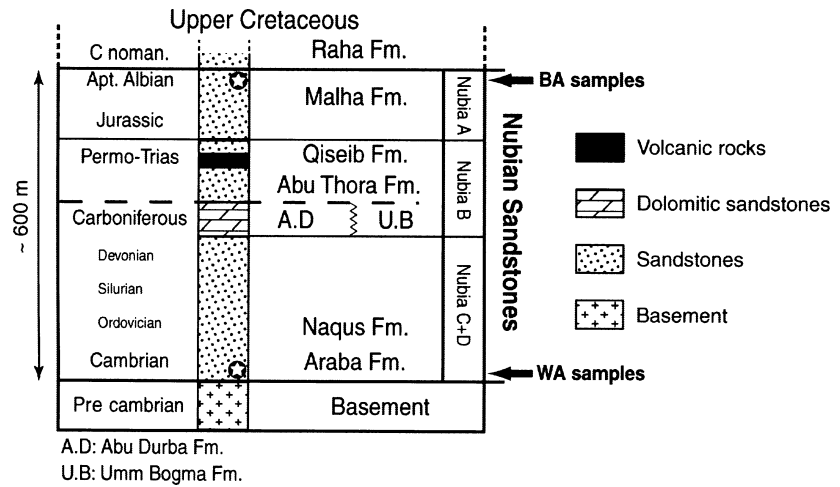 Upper Cretaceous
C noman.
Raha Fm.
Apt. Albian
Malha Fm.
Jurassic
Nubia A
BA samples
Permo-Trias
Qiseib Fm.
Abu Thora Fm.
Nubia B
Carboniferous
A.D
U.B
Devonian
Silurian
Ordovician
Naqus Fm.
Cambrian
Araba Fm.
Nubia C+D
WA samples
Pre cambrian
Basement
~ 600 m
Nubian Sandstones
Volcanic rocks
Dolomitic sandstones
Sandstones
Basement
A.D: Abu Durba Fm.
U.B: Umm Bogma Fm.